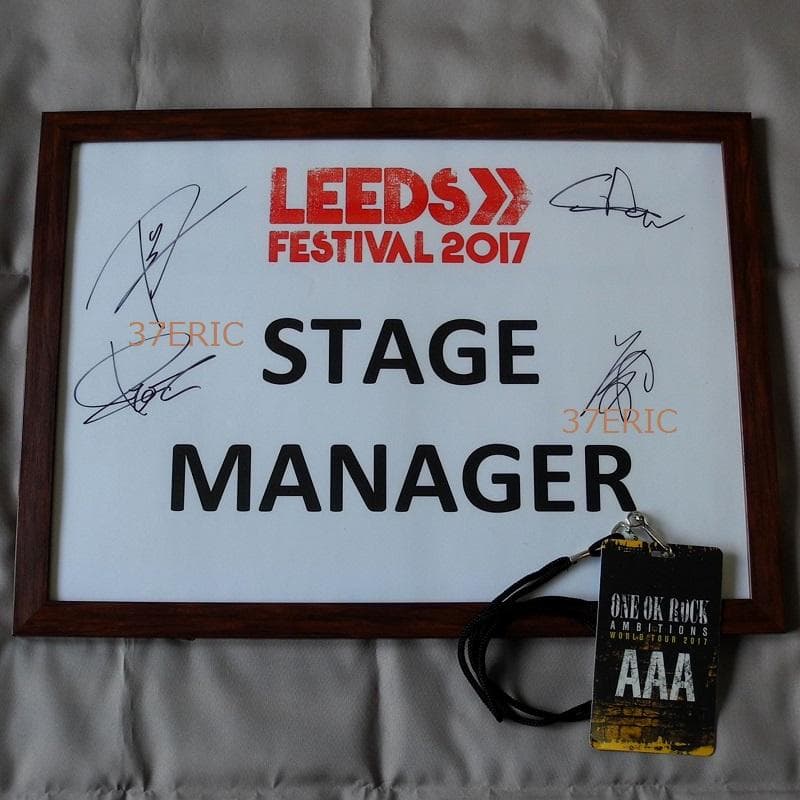 LEEDS
FESTIVAL 2017
37ERIC
STAGE
37ERIC
MANAGER
ONE OK ROCK
AMBITIONS
WORLD TOUR 2017
AAA